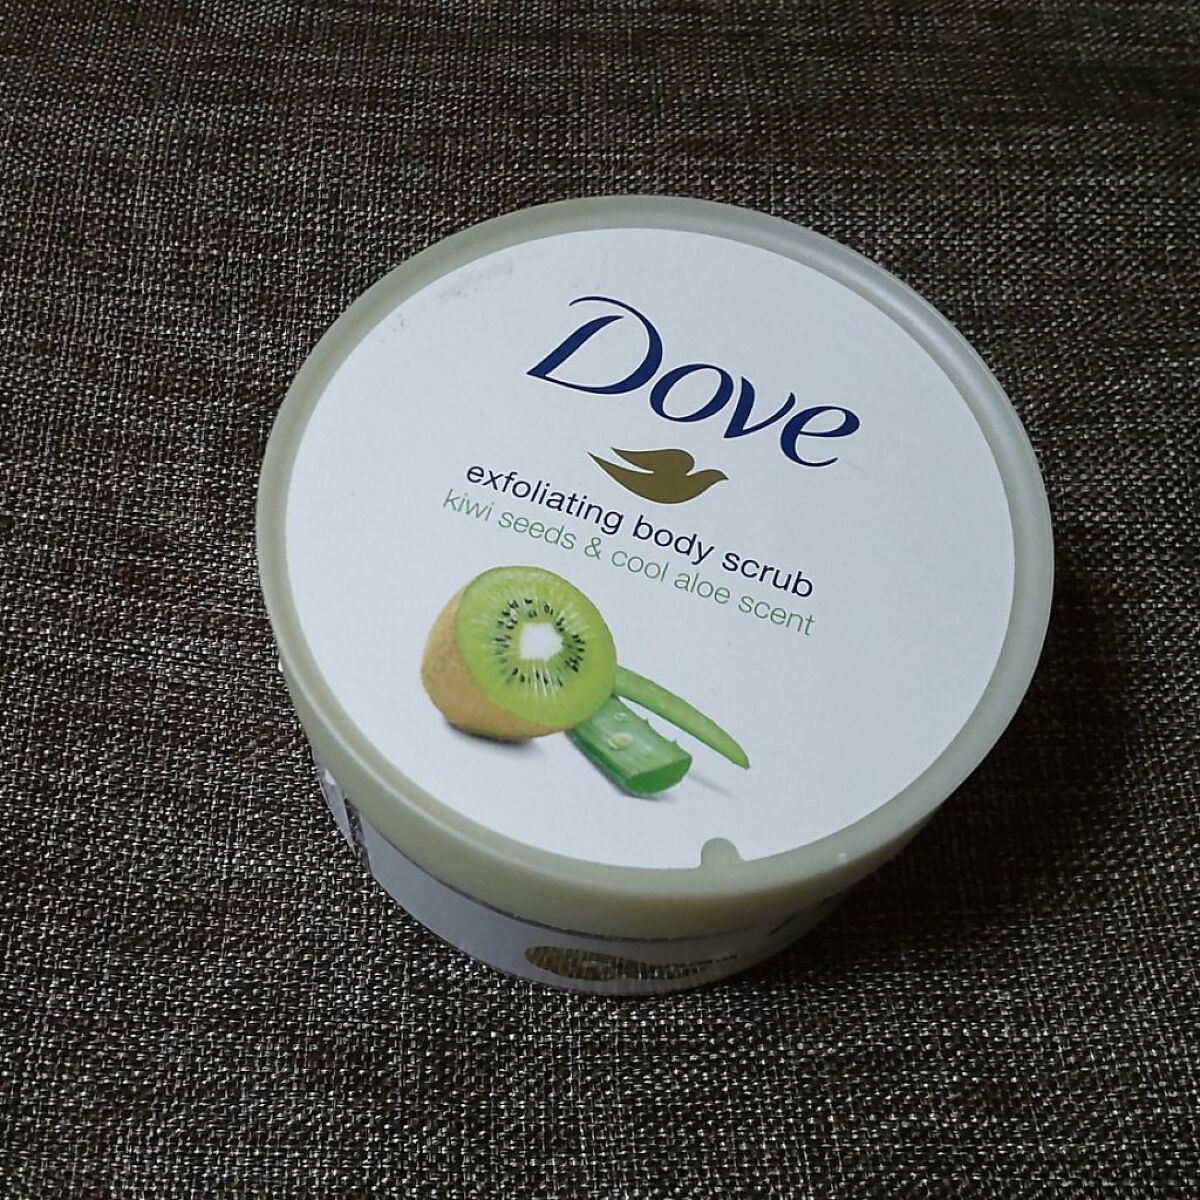 Dove
exfoliating body scrub
kiwi seeds & cool aloe scent